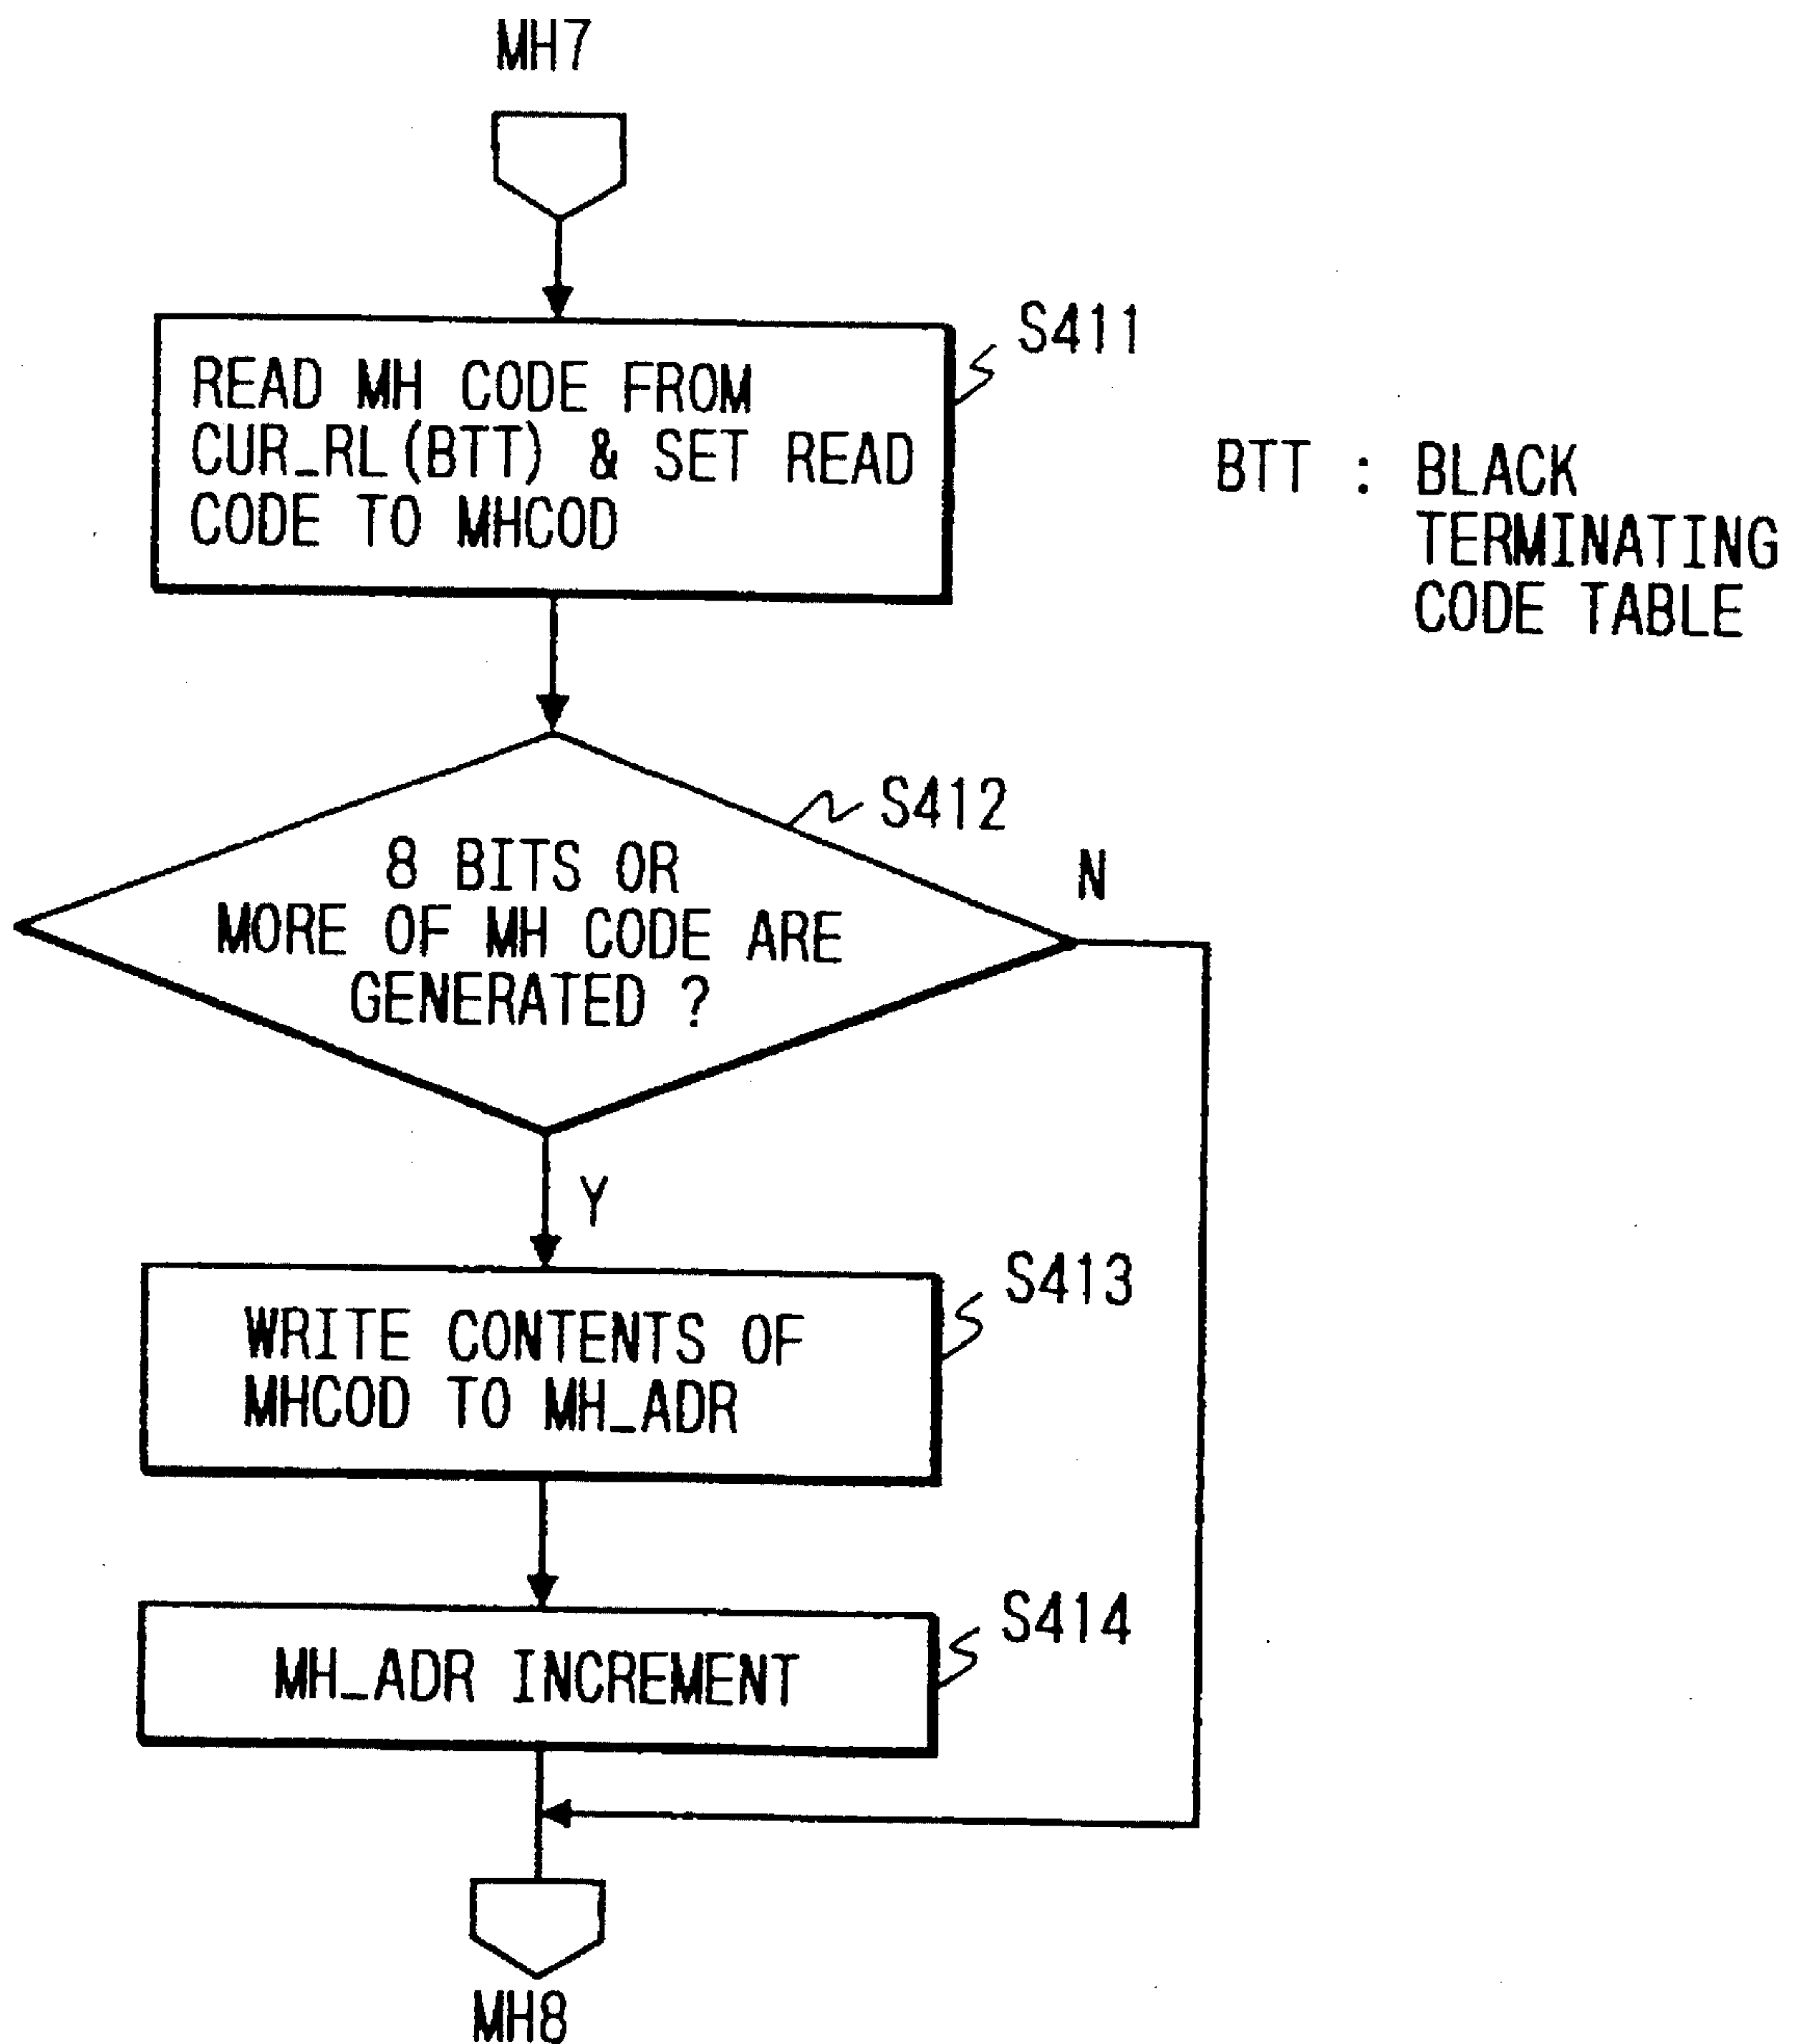 MH7
READ MH CODE FROM
CUR_RL(BTT) & SET READ
CODE TO MHCOD
S411
BTT : BLACK
TERMINATING
CODE TABLE
S412
8 BITS OR
MORE OF MH CODE ARE
GENERATED ?
N
Y
S413
WRITE CONTENTS OF
MHCOD TO MH_ADR
S414
MH_ADR INCREMENT
MH8